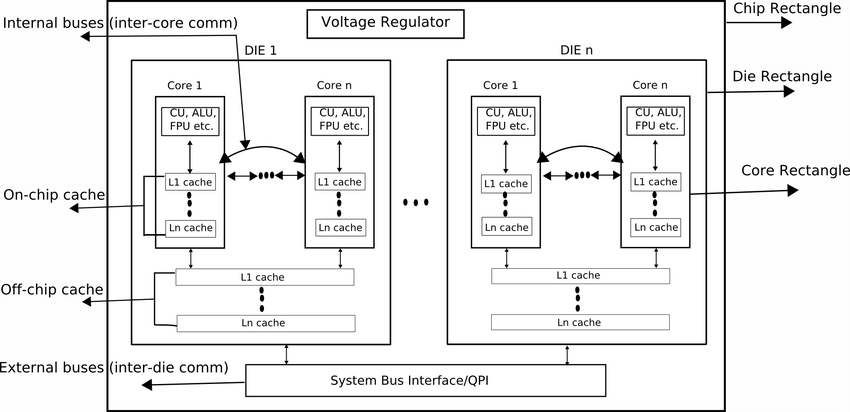 Chip Rectangle
Internal buses (inter-core comm)
Voltage Regulator
DIE 1
DIE n
Die Rectangle
Core 1
Core n
Core 1
Core n
CU, ALU,
FPU etc.
CU, ALU,
FPU etc.
CU, ALU,
FPU etc.
CU, ALU,
FPU etc.
Core Rectangle
L1 cache
L1 cache
L1 cache
L1 cache
On-chip cache
Ln cache
Ln cache
Ln cache
Ln cache
L1 cache
L1 cache
Off-chip cache
Ln cache
Ln cache
External buses (inter-die comm)
System Bus Interface/QPI